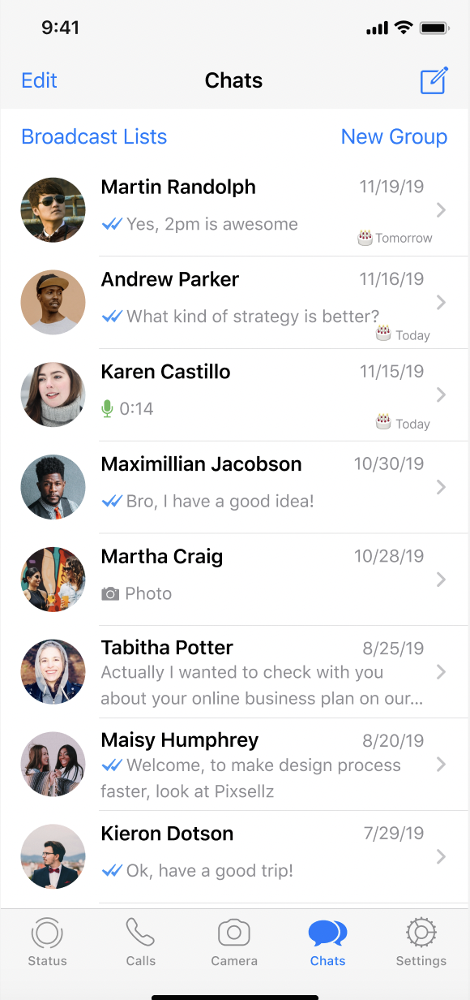 9:41
Edit Chats
Broadcast Lists New Group
Martin Randolph 11/19/19
Yes, 2pm is awesome
Tomorrow
Andrew Parker 11/16/19
What kind of strategy is better?
Today
Karen Castillo 11/15/19
0:14
Today
Maximillian Jacobson 10/30/19
Bro, I have a good idea!
Martha Craig 10/28/19
Photo
Tabitha Potter 8/25/19
Actually I wanted to check with you
about your online business plan on our...
Maisy Humphrey 8/20/19
Welcome, to make design process
faster, look at Pixsellz
Kieron Dotson 7/29/19
Ok, have a good trip!
Status Calls Camera Chats Settings